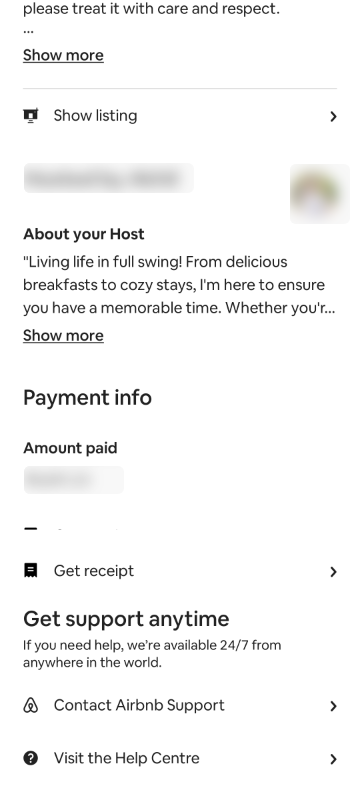 please treat it with care and respect.
...
Show more
Show listing
About your Host
"Living life in full swing! From delicious
breakfasts to cozy stays, I'm here to ensure
you have a memorable time. Whether you'r...
Show more
Payment info
Amount paid
Get receipt
Get support anytime
If you need help, we're available 24/7 from
anywhere in the world.
Contact Airbnb Support
Visit the Help Centre